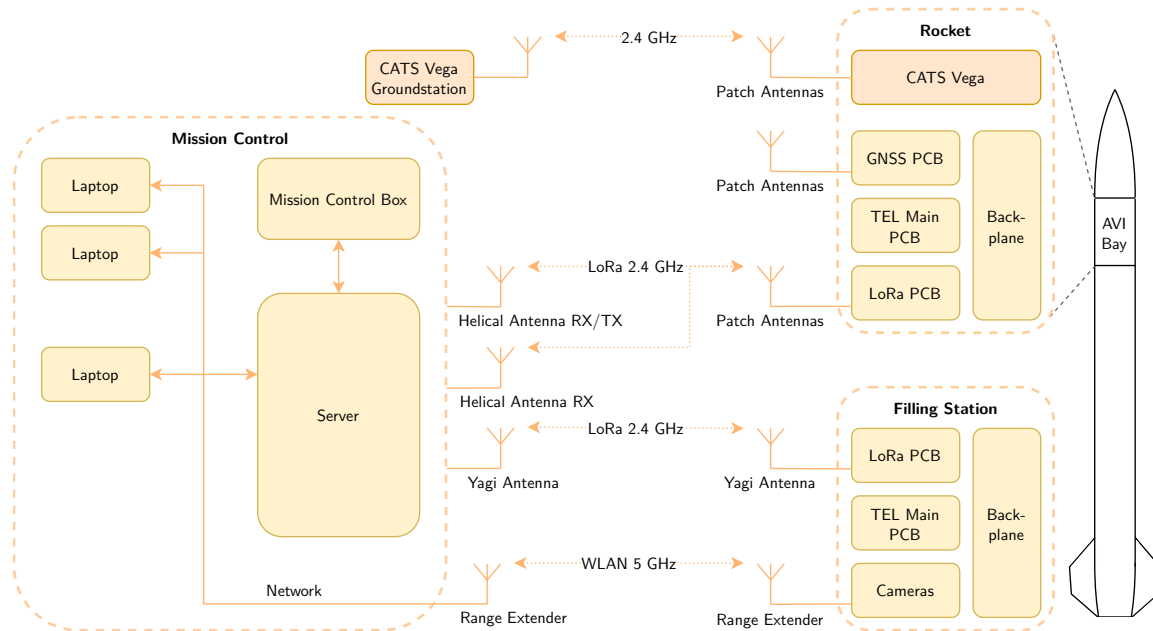 2.4 GHz
Rocket
CATS Vega
Groundstation
CATS Vega
Patch Antennas
Mission Control
Laptop
Mission Control Box
GNSS PCB
Patch Antennas
Laptop
TEL Main
PCB
Back-
plane
AVI
Bay
LoRa 2.4 GHz
LoRa PCB
Helical Antenna RX/TX
Patch Antennas
Laptop
Helical Antenna RX
Server
Filling Station
LoRa 2.4 GHz
LoRa PCB
Yagi Antenna
Yagi Antenna
TEL Main
PCB
Back-
plane
WLAN 5 GHz
Network
Cameras
Range Extender
Range Extender